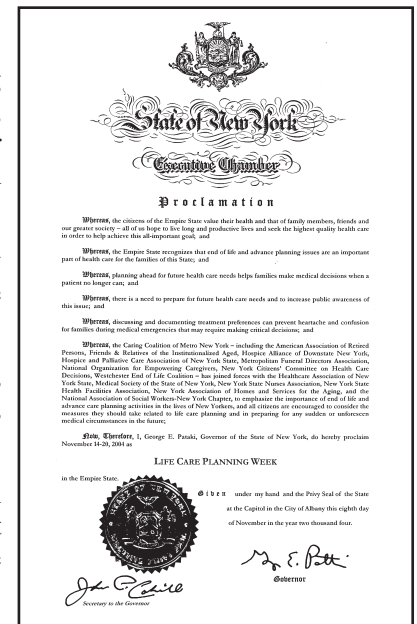 State of New York
Executive Chamber
Proclamation
Whereas, the citizens of the Empire State value their health and that of family members, friends and
our greater society – all of us hope to live long and productive lives and seek the highest quality health care
in order to help achieve this all-important goal; and
Whereas, the Empire State recognizes that end of life and advance planning issues are an important
part of health care for the families of this State; and
Whereas, planning ahead for future health care needs helps families make medical decisions when a
patient no longer can; and
Whereas, there is a need to prepare for future health care needs and to increase public awareness of
this issue; and
Whereas, discussing and documenting treatment preferences can prevent heartache and confusion
for families during medical emergencies that may require making critical decisions; and
Whereas, the Caring Coalition of Metro New York – including the American Association of Retired
Persons, Friends & Relatives of the Institutionalized Aged, Hospice Alliance of Downstate New York,
Hospice and Palliative Care Association of New York State, Metropolitan Funeral Directors Association,
National Organization for Empowering Caregivers, New York Citizens' Committee on Health Care
Decisions, Westchester End of Life Coalition – has joined forces with the Healthcare Association of New
York State, Medical Society of the State of New York, New York State Nurses Association, New York State
Health Facilities Association, New York Association of Homes and Services for the Aging, and the
National Association of Social Workers-New York Chapter, to emphasize the importance of end of life and
advance care planning activities in the lives of New Yorkers, and all citizens are encouraged to consider the
measures they should take related to life care planning and in preparing for any sudden or unforeseen
medical circumstances in the future;
Now, Therefore, I, George E. Pataki, Governor of the State of New York, do hereby proclaim
November 14-20, 2004 as
LIFE CARE PLANNING WEEK
in the Empire State.
Given under my hand and the Privy Seal of the State
at the Capitol in the City of Albany this eighth day
of November in the year two thousand four.
Governor
Secretary to the Governor